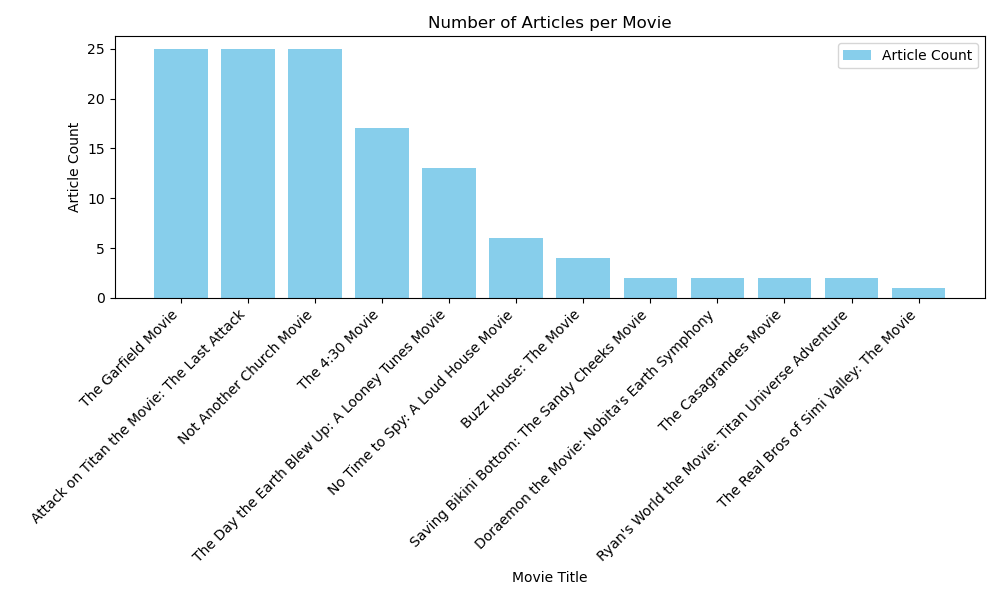 Number of Articles per Movie
Article Count
Article Count
25
20
15
10
5
0
The Garfield Movie
Attack on Titan the Movie: The Last Attack
Not Another Church Movie
The 4:30 Movie
The Day the Earth Blew Up: A Looney Tunes Movie
No Time to Spy: A Loud House Movie
Buzz House: The Movie
Saving Bikini Bottom: The Sandy Cheeks Movie
Doraemon the Movie: Nobita's Earth Symphony
The Casagrandes Movie
Ryan's World the Movie: Titan Universe Adventure
The Real Bros of Simi Valley: The Movie
Movie Title